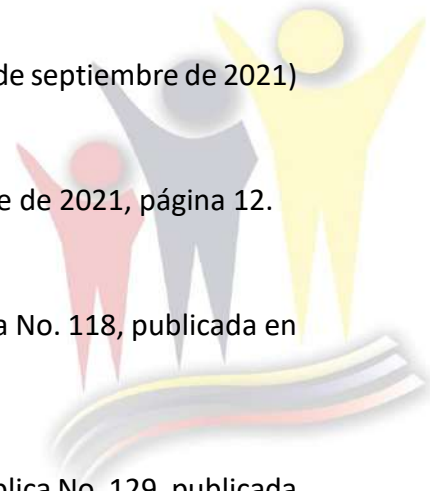 de septiembre de 2021)
e de 2021, página 12.
a No. 118, publicada en
blica No. 129, publicada